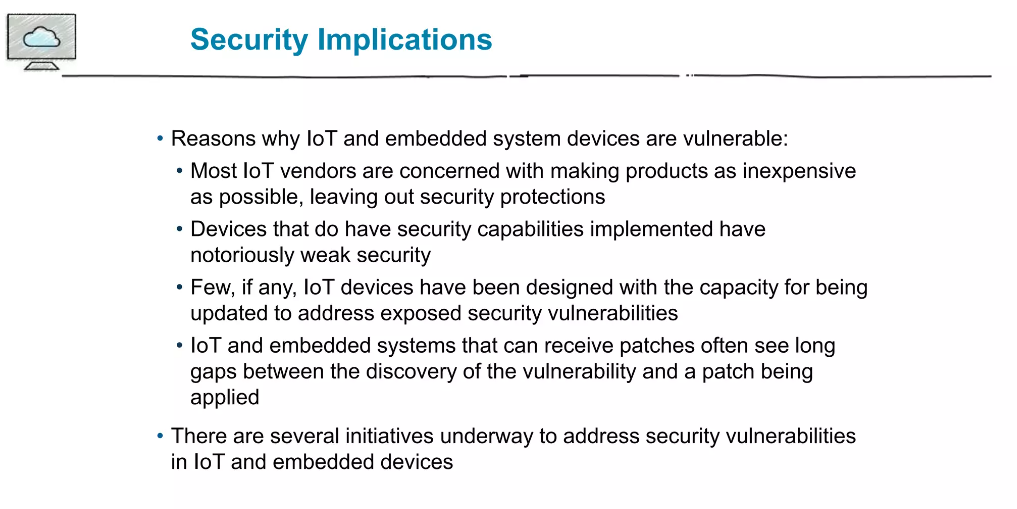 Security Implications
• Reasons why IoT and embedded system devices are vulnerable:
• Most IoT vendors are concerned with making products as inexpensive
as possible, leaving out security protections
• Devices that do have security capabilities implemented have
notoriously weak security
• Few, if any, IoT devices have been designed with the capacity for being
updated to address exposed security vulnerabilities
• IoT and embedded systems that can receive patches often see long
gaps between the discovery of the vulnerability and a patch being
applied
• There are several initiatives underway to address security vulnerabilities
in IoT and embedded devices